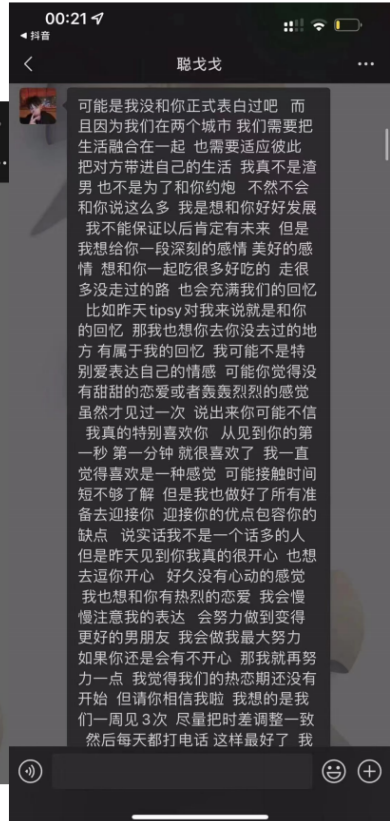 00:21
◀ 抖音
聪戈戈
可能是我没和你正式表白过吧 而
且因为我们在两个城市 我们需要把
生活融合在一起 也需要适应彼此
把对方带进自己的生活 我真不是渣
男 也不是为了和你约炮 不然不会
和你说这么多 我是想和你好好发展
我不能保证以后肯定有未来 但是
我想给你一段深刻的感情 美好的感
情 想和你一起吃很多好吃的 走很
多没走过的路 也会充满我们的回忆
比如昨天tipsy对我来说就是和你
的回忆 那我也想你去你没去过的地
方 有属于我的回忆 我可能不是特
别爱表达自己的情感 可能你觉得没
有甜甜的恋爱或者轰轰烈烈的感觉
虽然才见过一次 说出来你可能不信
我真的特别喜欢你 从见到你的第
一秒 第一分钟 就很喜欢了 我一直
觉得喜欢是一种感觉 可能接触时间
短不够了解 但是我也做好了所有准
备去迎接你 迎接你的优点包容你的
缺点 说实话我不是一个话多的人
但是昨天见到你我真的很开心 也想
去逗你开心 好久没有心动的感觉
我也想和你有热烈的恋爱 我会慢
慢注意我的表达 会努力做到变得
更好的男朋友 我会做我最大努力
如果你还是会有不开心 那我就再努
力一点 我觉得我们的热恋期还没有
开始 但请你相信我啦 我想的是我
们一周见3次 尽量把时差调整一致
然后每天都打电话 这样最好了 我